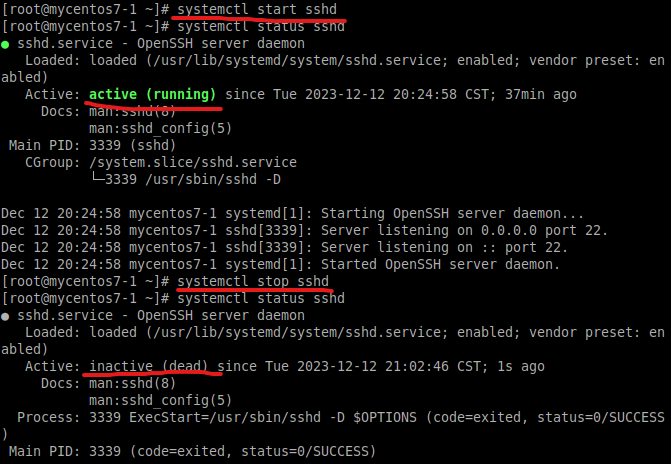 [root@mycentos7-1 ~]# systemctl start sshd
[root@mycentos7-1 ~]# systemctl status sshd
● sshd.service - OpenSSH server daemon
   Loaded: loaded (/usr/lib/systemd/system/sshd.service; enabled; vendor preset: en
abled)
   Active: active (running) since Tue 2023-12-12 20:24:58 CST; 37min ago
     Docs: man:sshd(8)
           man:sshd_config(5)
 Main PID: 3339 (sshd)
   CGroup: /system.slice/sshd.service
           └─3339 /usr/sbin/sshd -D

Dec 12 20:24:58 mycentos7-1 systemd[1]: Starting OpenSSH server daemon...
Dec 12 20:24:58 mycentos7-1 sshd[3339]: Server listening on 0.0.0.0 port 22.
Dec 12 20:24:58 mycentos7-1 sshd[3339]: Server listening on :: port 22.
Dec 12 20:24:58 mycentos7-1 systemd[1]: Started OpenSSH server daemon.
[root@mycentos7-1 ~]# systemctl stop sshd
[root@mycentos7-1 ~]# systemctl status sshd
● sshd.service - OpenSSH server daemon
   Loaded: loaded (/usr/lib/systemd/system/sshd.service; enabled; vendor preset: en
abled)
   Active: inactive (dead) since Tue 2023-12-12 21:02:46 CST; 1s ago
     Docs: man:sshd(8)
           man:sshd_config(5)
  Process: 3339 ExecStart=/usr/sbin/sshd -D $OPTIONS (code=exited, status=0/SUCCESS
)
 Main PID: 3339 (code=exited, status=0/SUCCESS)